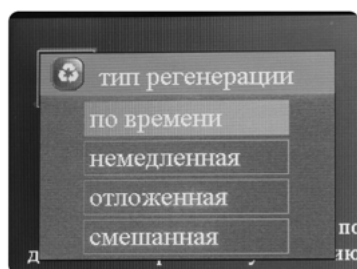 тип регенерации
по времени
немедленная
отложенная
смешанная